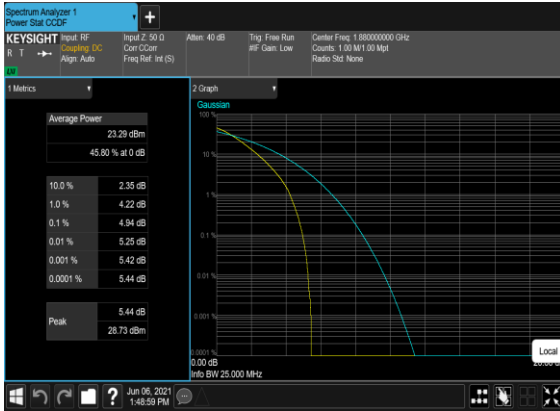 Spectrum Analyzer 1
Power Stat CCDF
KEYSIGHT
R T
Input: RF
Coupling: DC
Align: Auto
Input Z: 50 Ω
Corr CCorr
Freq Ref: Int (S)
Atten: 40 dB
Trig: Free Run
#IF Gain: Low
Center Freq: 1.880000000 GHz
Counts: 1.00 M/1.00 Mpt
Radio Std: None
1 Metrics
Average Power
23.29 dBm
45.80 % at 0 dB
10.0 % 2.35 dB
1.0 % 4.22 dB
0.1 % 4.94 dB
0.01 % 5.25 dB
0.001 % 5.42 dB
0.0001 % 5.44 dB
Peak
5.44 dB
28.73 dBm
2 Graph
Gaussian
100 %
10 %
1 %
0.1 %
0.01 %
0.001 %
0.0001 %
0.00 dB
Info BW 25.000 MHz
Local
?
Jun 06, 2021
1:48:59 PM